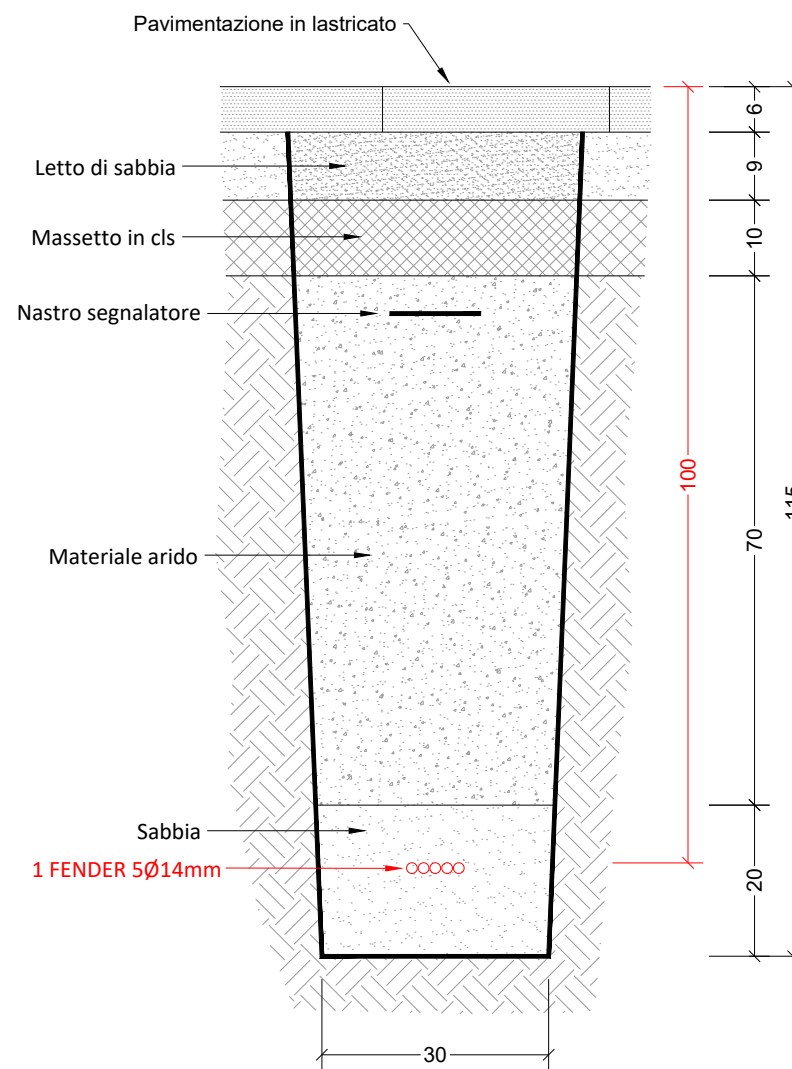 Pavimentazione in lastricato
6
Letto di sabbia
9
Massetto in cls
10
Nastro segnalatore
100
115
70
Materiale arido
Sabbia
1 FENDER 5Ø14mm
20
30